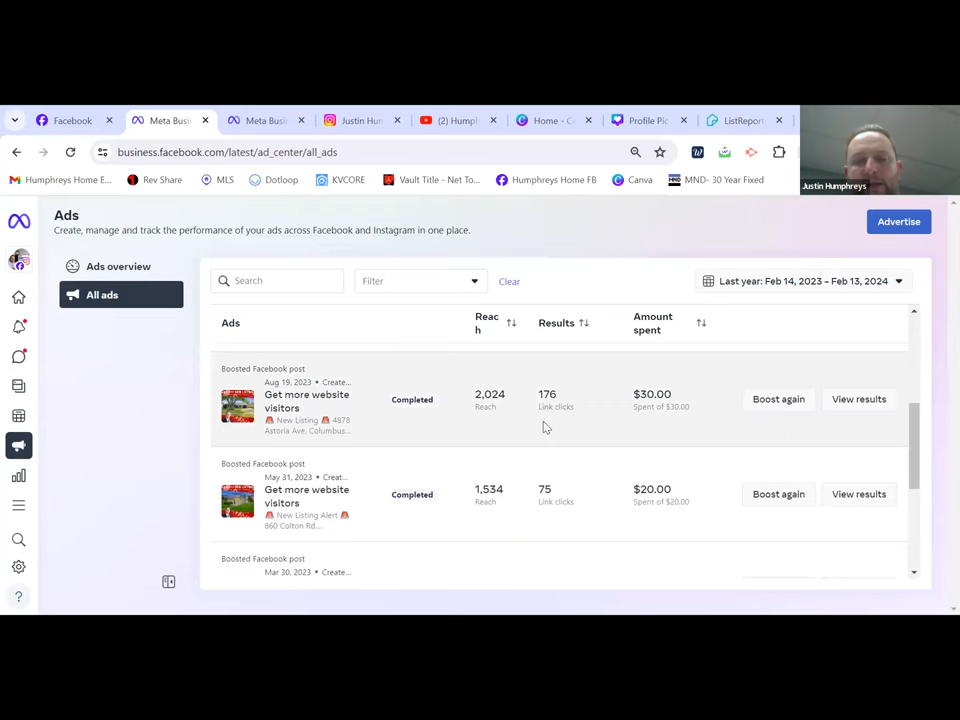 Facebook
Meta Busi
Meta Busi
Justin Hum
(2) Humph
Home - C
Profile Pic
ListReport
business.facebook.com/latest/ad_center/all_ads
Humphreys Home E...
Rev Share
MLS
Dotloop
KVCORE
Vault Title - Net To...
Humphreys Home FB
Canva
MND- 30 Year Fixed
Justin Humphreys
Ads
Create, manage and track the performance of your ads across Facebook and Instagram in one place.
Advertise
Ads overview
All ads
Search
Filter
Clear
Last year: Feb 14, 2023 – Feb 13, 2024
Ads
Reac
h
Results
Amount
spent
Boosted Facebook post
Aug 19, 2023 • Create...
Get more website
visitors
New Listing 4878
Astoria Ave, Columbus...
Completed
2,024
Reach
176
Link clicks
$30.00
Spent of $30.00
Boost again
View results
Boosted Facebook post
May 31, 2023 • Creat...
Get more website
visitors
New Listing Alert
860 Colton Rd,...
Completed
1,534
Reach
75
Link clicks
$20.00
Spent of $20.00
Boost again
View results
Boosted Facebook post
Mar 30, 2023 • Create...